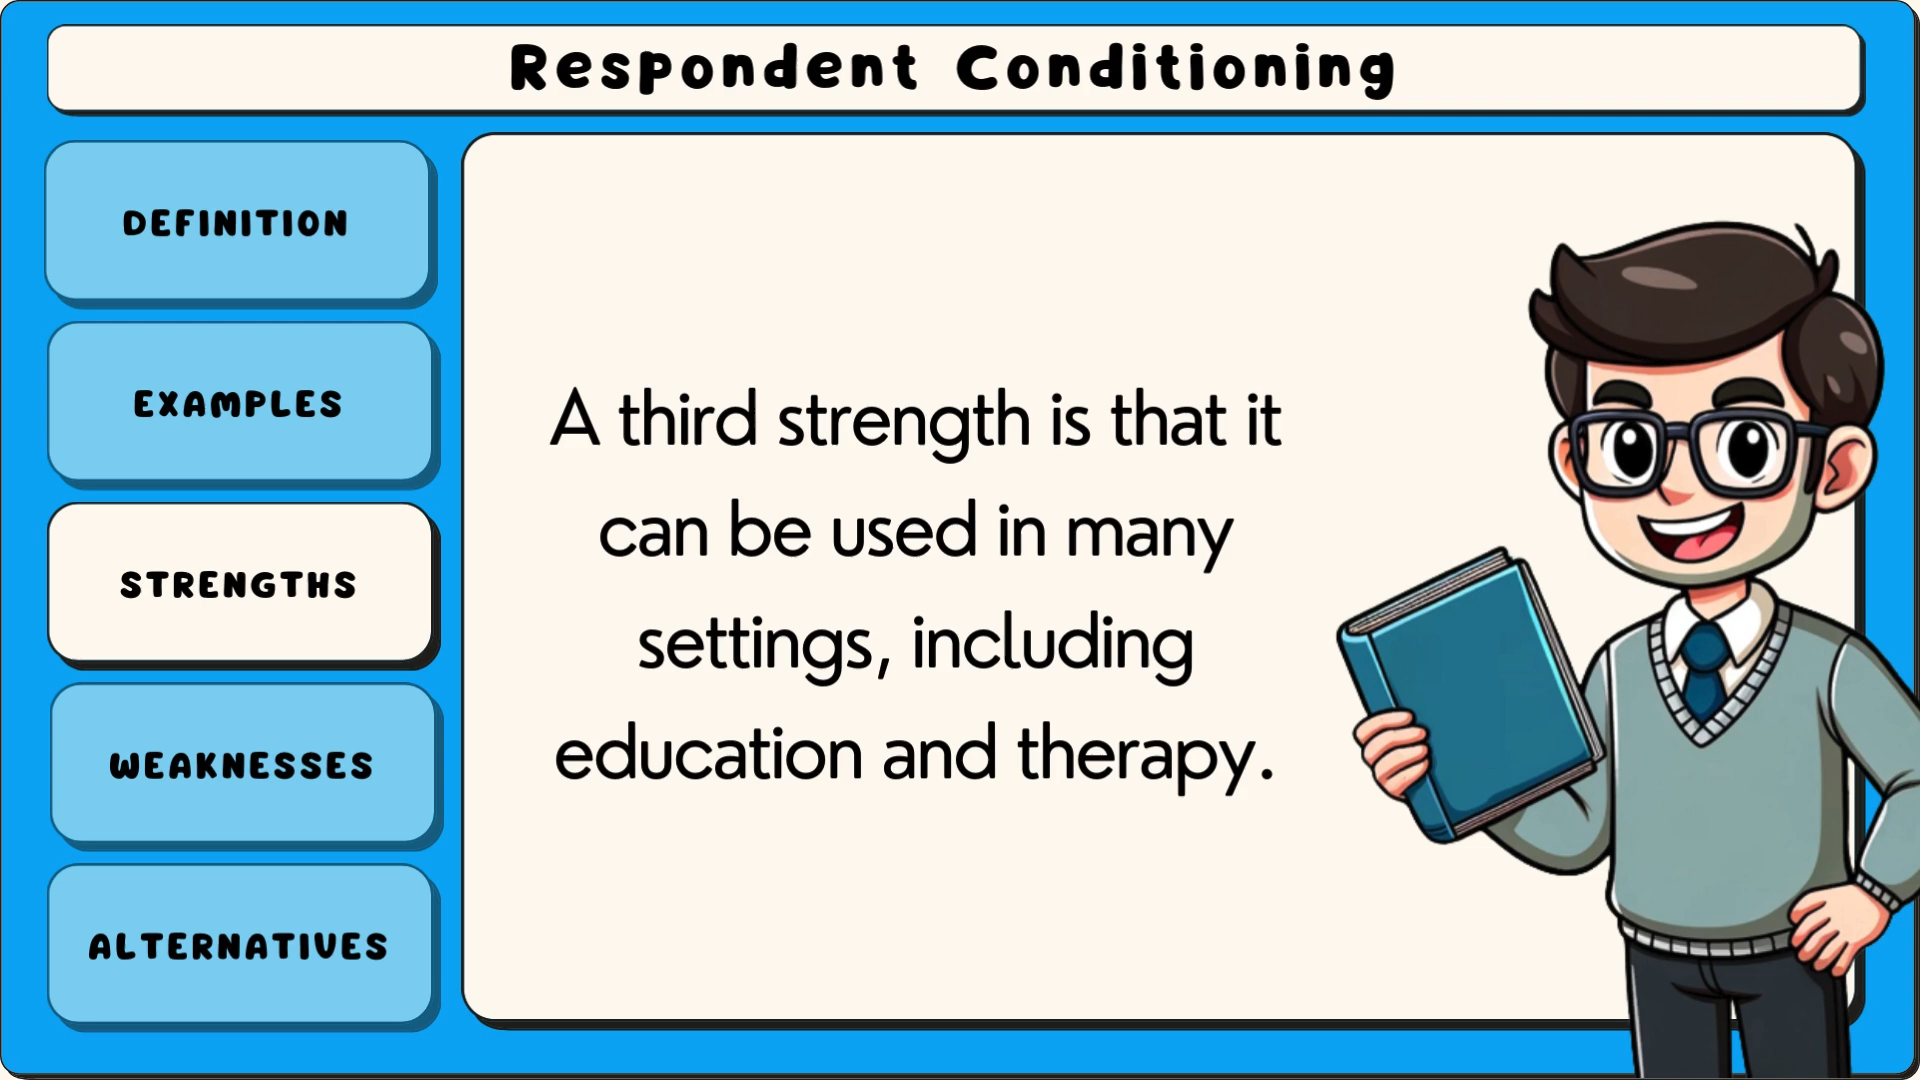 Respondent Conditioning
DEFINITION
EXAMPLES
STRENGTHS
WEAKNESSES
ALTERNATIVES
A third strength is that it
can be used in many
settings, including
education and therapy.